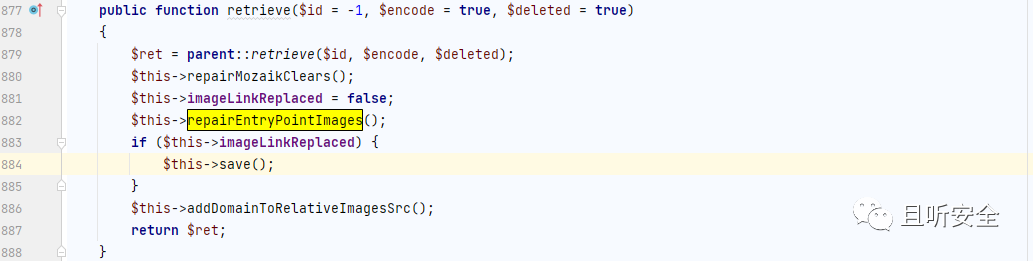 877 public function retrieve($id = -1, $encode = true, $deleted = true)
878 {
879 $ret = parent::retrieve($id, $encode, $deleted);
880 $this->repairMozaikClears();
881 $this->imageLinkReplaced = false;
882 $this->repairEntryPointImages();
883 if ($this->imageLinkReplaced) {
884 $this->save();
885 }
886 $this->addDomainToRelativeImagesSrc();
887 return $ret;
888 }
且听安全